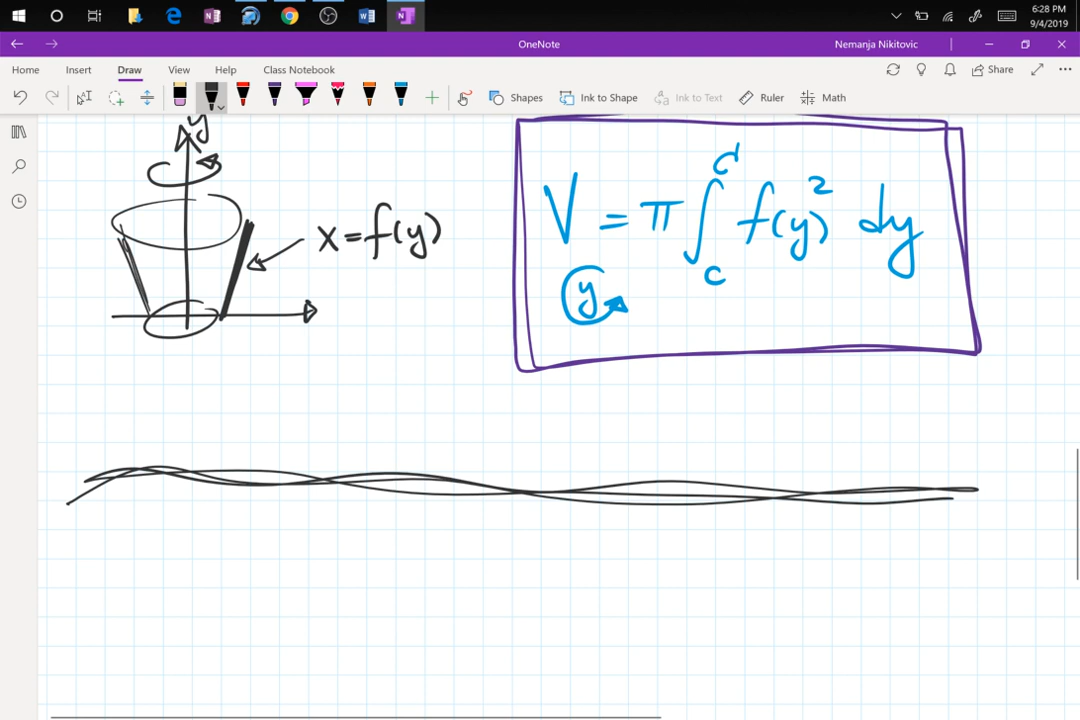 6:28 PM
9/4/2019
OneNote
Nemanja Nikitovic
Home Insert Draw View Help Class Notebook Share
Shapes Ink to Shape Ink to Text Ruler Math
y
x=f(y)
V = π∫ f(y)² dy
d
c
y